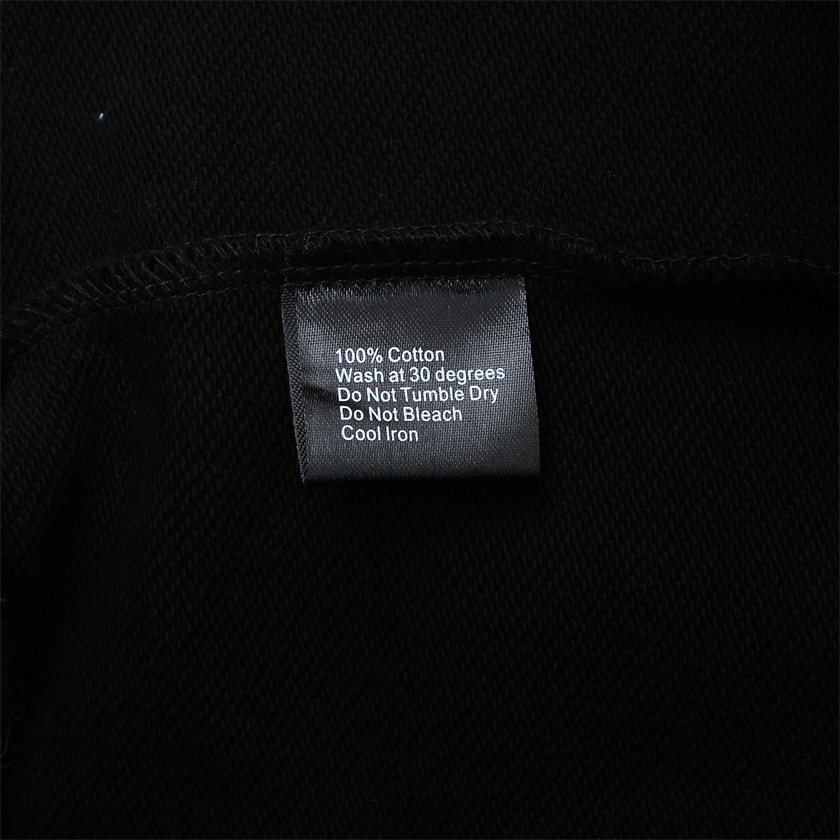 100% Cotton
Wash at 30 degrees
Do Not Tumble Dry
Do Not Bleach
Cool Iron